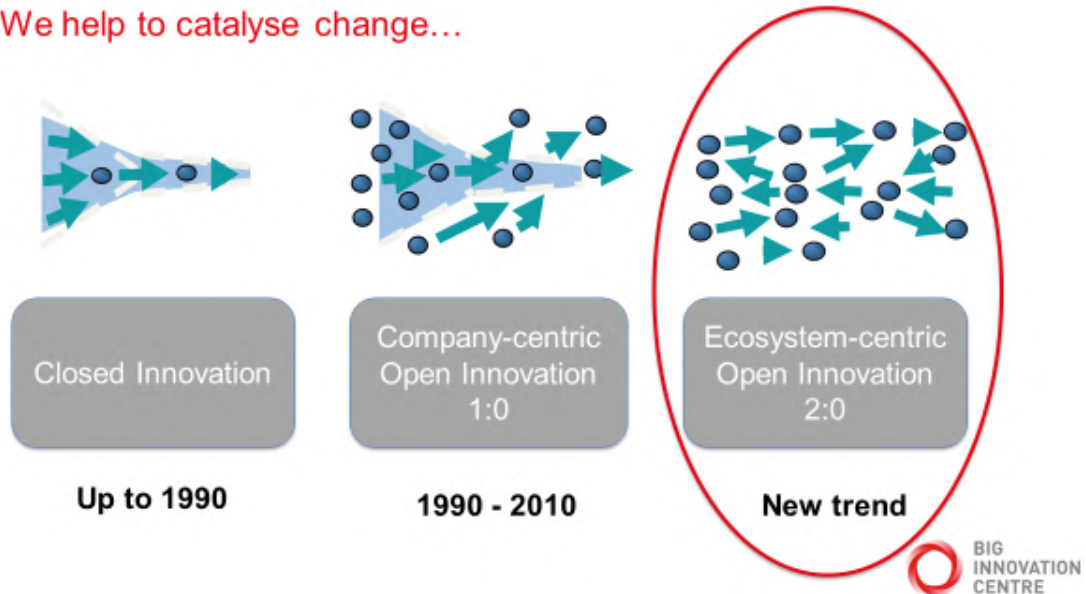 We help to catalyse change...
Closed Innovation
Company-centric
Open Innovation
1:0
Ecosystem-centric
Open Innovation
2:0
Up to 1990
1990 - 2010
New trend
BIG
INNOVATION
CENTRE